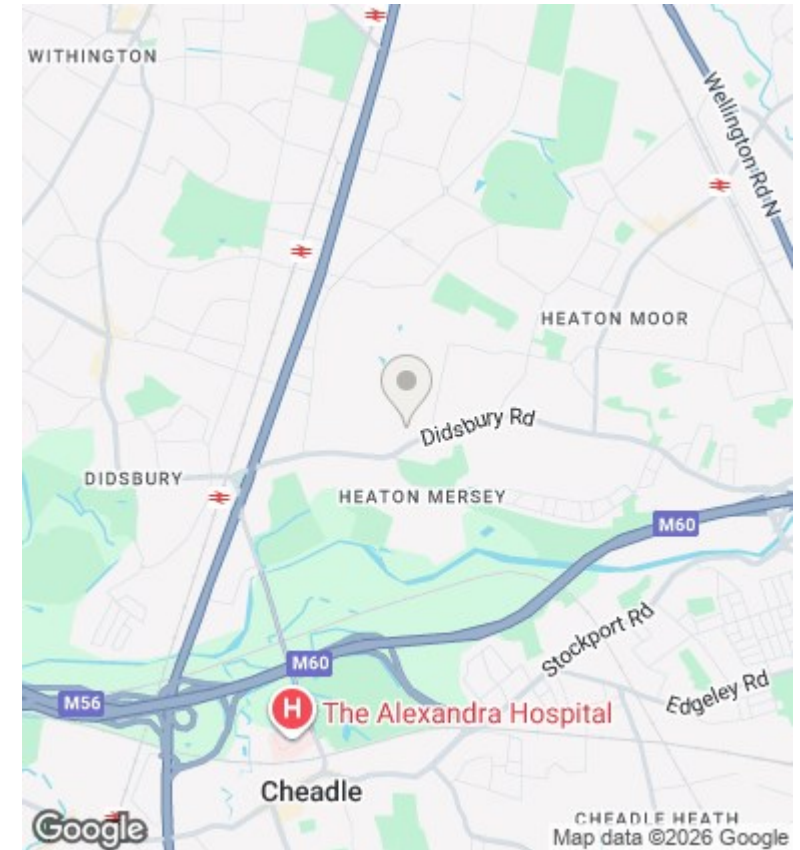 WITHINGTON
Wellington Rd N
HEATON MOOR
Didsbury Rd
DIDSBURY
HEATON MERSEY
M60
Stockport Rd
M60
Edgeley Rd
M56
H
The Alexandra Hospital
Cheadle
CHEADLE HEATH
Google
Map data ©2026 Google